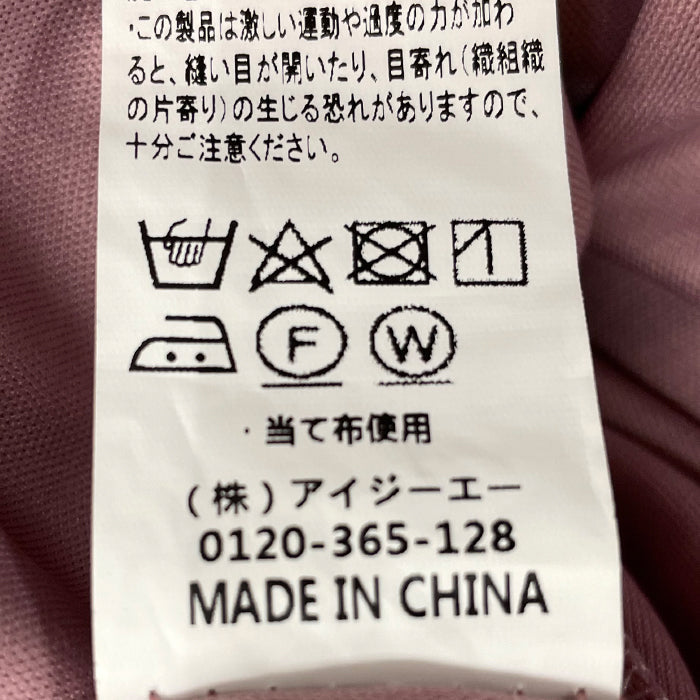 ・この製品は激しい運動や過度の力が加わ
ると、縫い目が開いたり、目寄れ(織組織
の片寄り)の生じる恐れがありますので、
十分ご注意ください。
F W
・当て布使用
(株)アイジーエー
0120-365-128
MADE IN CHINA